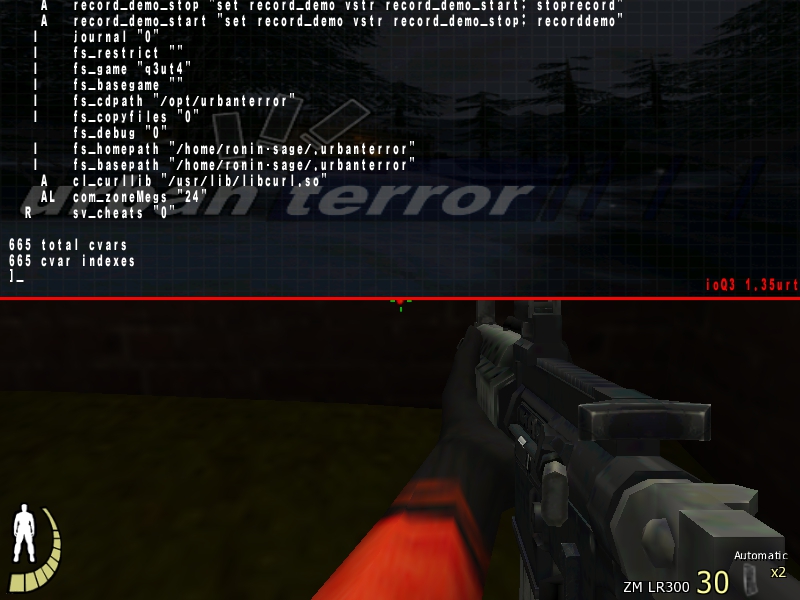 A record_demo_stop "set record_demo vstr record_demo_start; stoprecord"
A record_demo_start "set record_demo vstr record_demo_stop; recorddemo"
I journal "0"
I fs_restrict ""
I fs_game "q3ut4"
I fs_basegame ""
I fs_cdpath "/opt/urbanterror"
I fs_copyfiles "0"
fs_debug "0"
I fs_homepath "/home/ronin-sage/.urbanterror"
I fs_basepath "/home/ronin-sage/.urbanterror"
A cl_curllib "/usr/lib/libcurl.so"
AL com_zoneMegs "24"
R sv_cheats "0"
urban terror
665 total cvars
665 cvar indexes
]_
ioQ3 1.35urt
Automatic
x2
ZM LR300 30